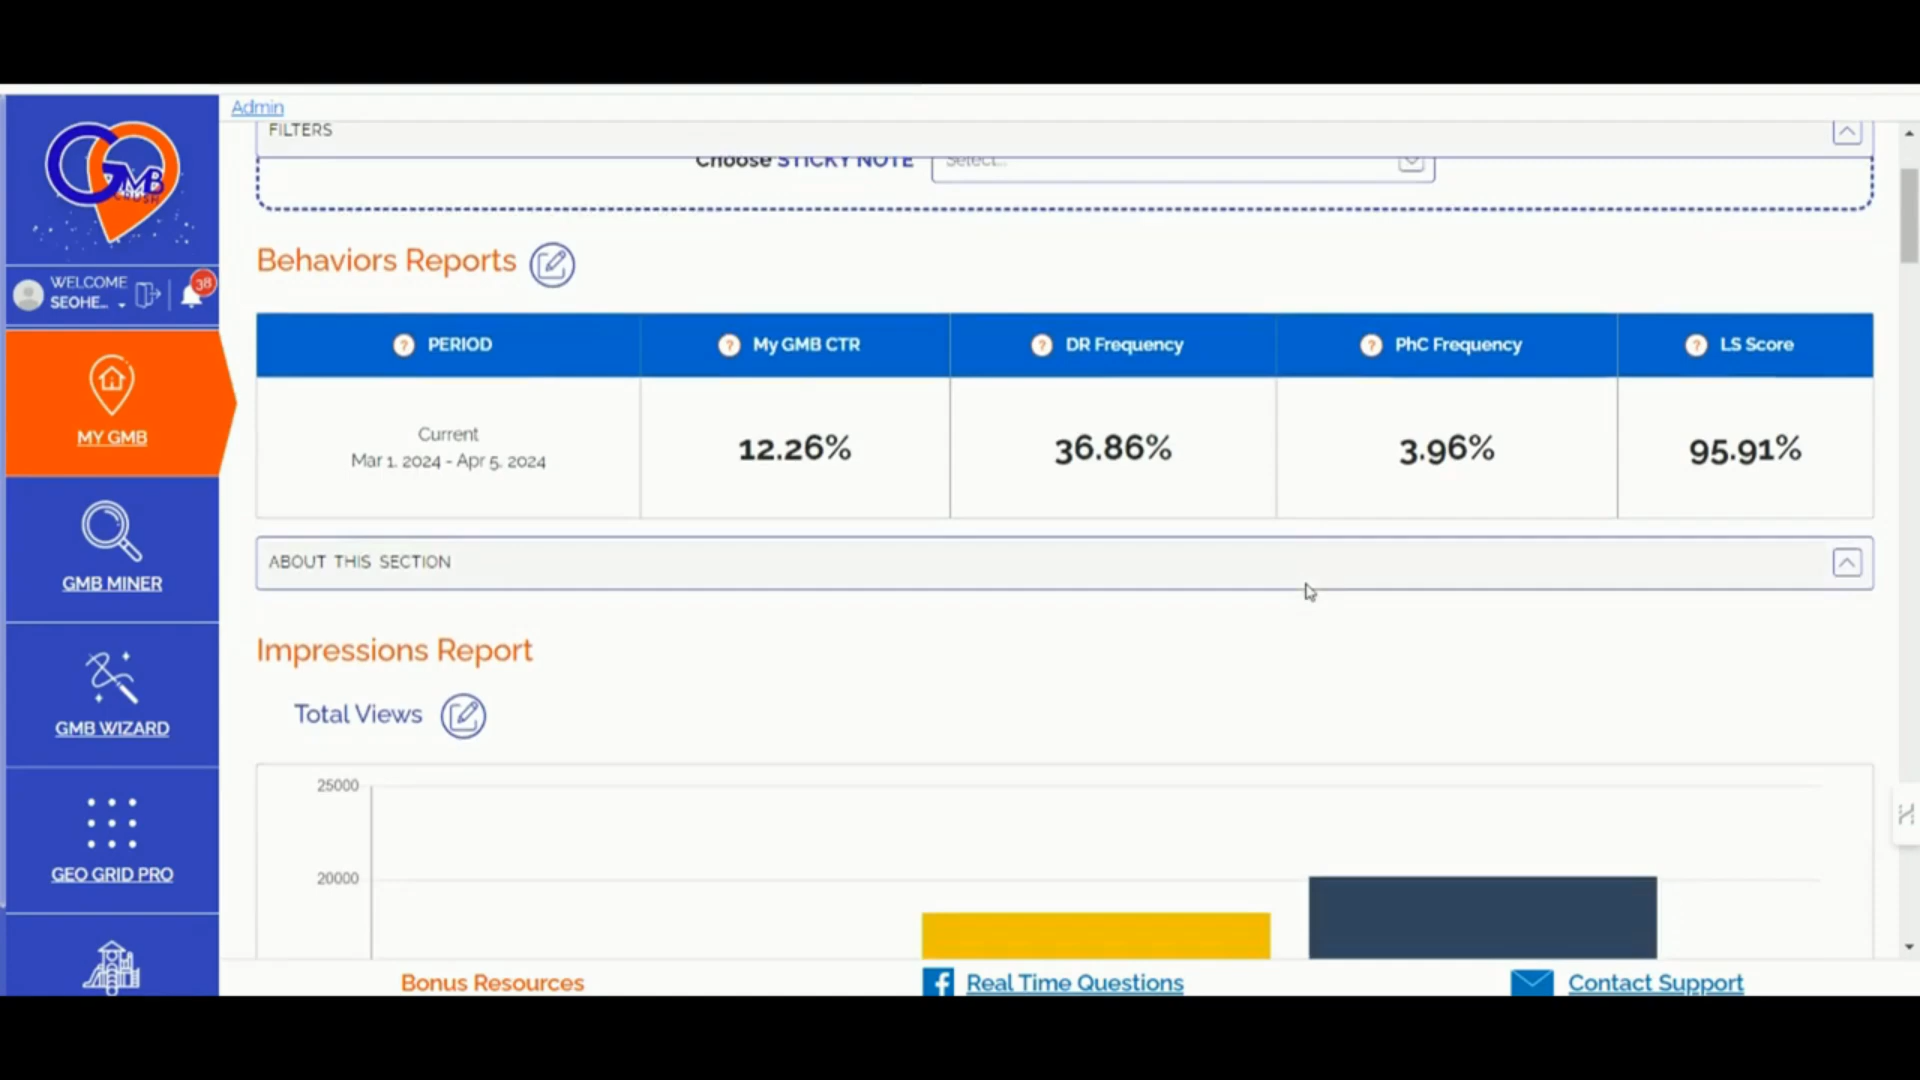 Admin
FILTERS
Choose STICKY NOTE Select...
GMB
CRUSH
WELCOME
SEOHE...
38
Behaviors Reports
? PERIOD ? My GMB CTR ? DR Frequency ? PhC Frequency ? LS Score
Current
Mar 1, 2024 - Apr 5, 2024
12.26% 36.86% 3.96% 95.91%
MY GMB
ABOUT THIS SECTION
GMB MINER
Impressions Report
Total Views
GMB WIZARD
25000
20000
GEO GRID PRO
Bonus Resources
Real Time Questions
Contact Support